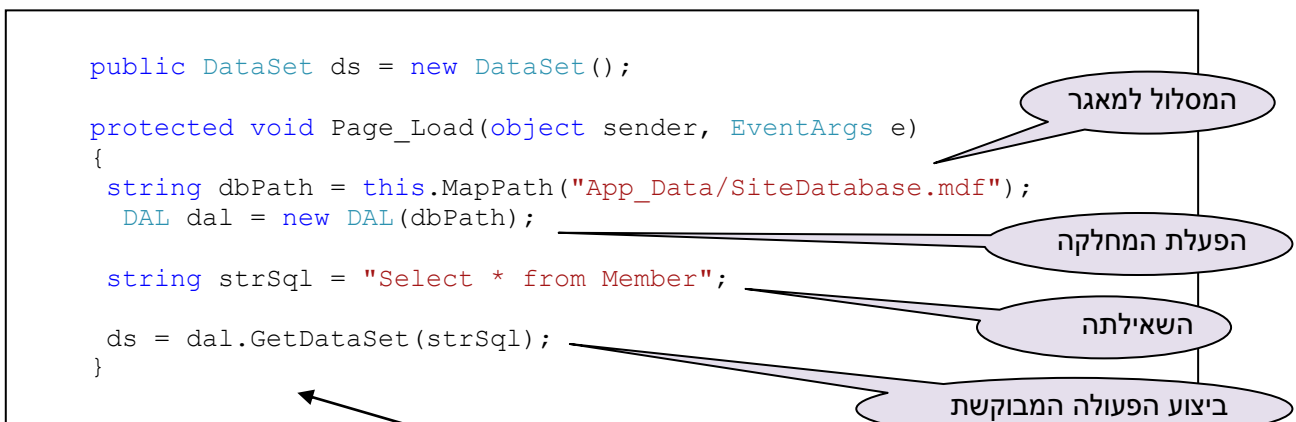 public DataSet ds = new DataSet();
המסלול למאגר
protected void Page_Load(object sender, EventArgs e)
{
string dbPath = this.MapPath("App_Data/SiteDatabase.mdf");
DAL dal = new DAL(dbPath);
הפעלת המחלקה
string strSql = "Select * from Member";
השאילתה
ds = dal.GetDataSet(strSql);
}
ביצוע הפעולה המבוקשת